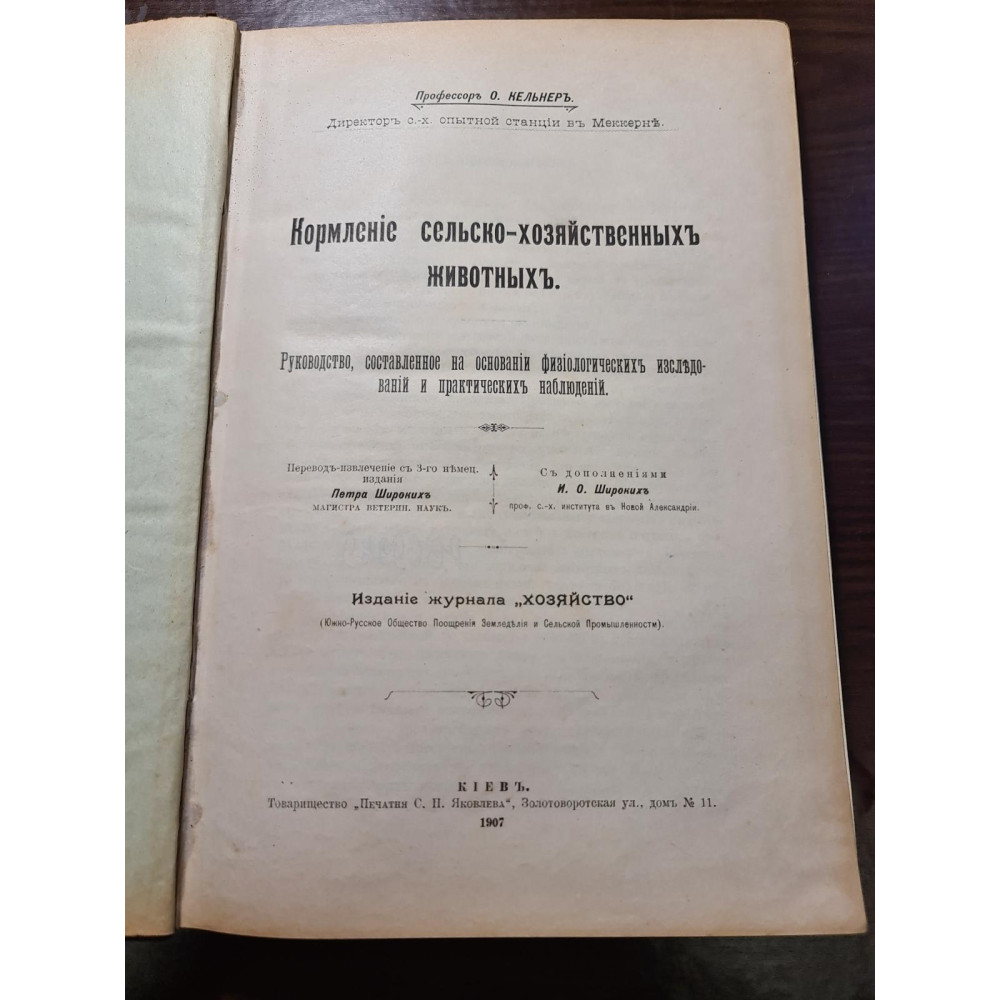 Профессоръ О. КЕЛЬНЕРЪ.
Директоръ с.-х. опытной станціи въ Меккернѣ.
Кормленіе сельско-хозяйственныхъ
животныхъ.
Руководство, составленное на основаніи физіологическихъ изслѣдо-
ваній и практическихъ наблюденій.
Переводъ-извлеченіе съ 3-го нѣмец.
изданія
Петра Широкихъ
МАГИСТРА ВЕТЕРИН. НАУКЪ.
Съ дополненіями
И. О. Широкихъ
проф. с.-х. института въ Новой Александріи.
Изданіе журнала „ХОЗЯЙСТВО“
(Южно-Русское Общество Поощренія Земледѣлія и Сельской Промышленности).
КІЕВЪ.
Товарищество „Печатня С. П. Яковлева“, Золотоворотская ул., домъ № 11.
1907